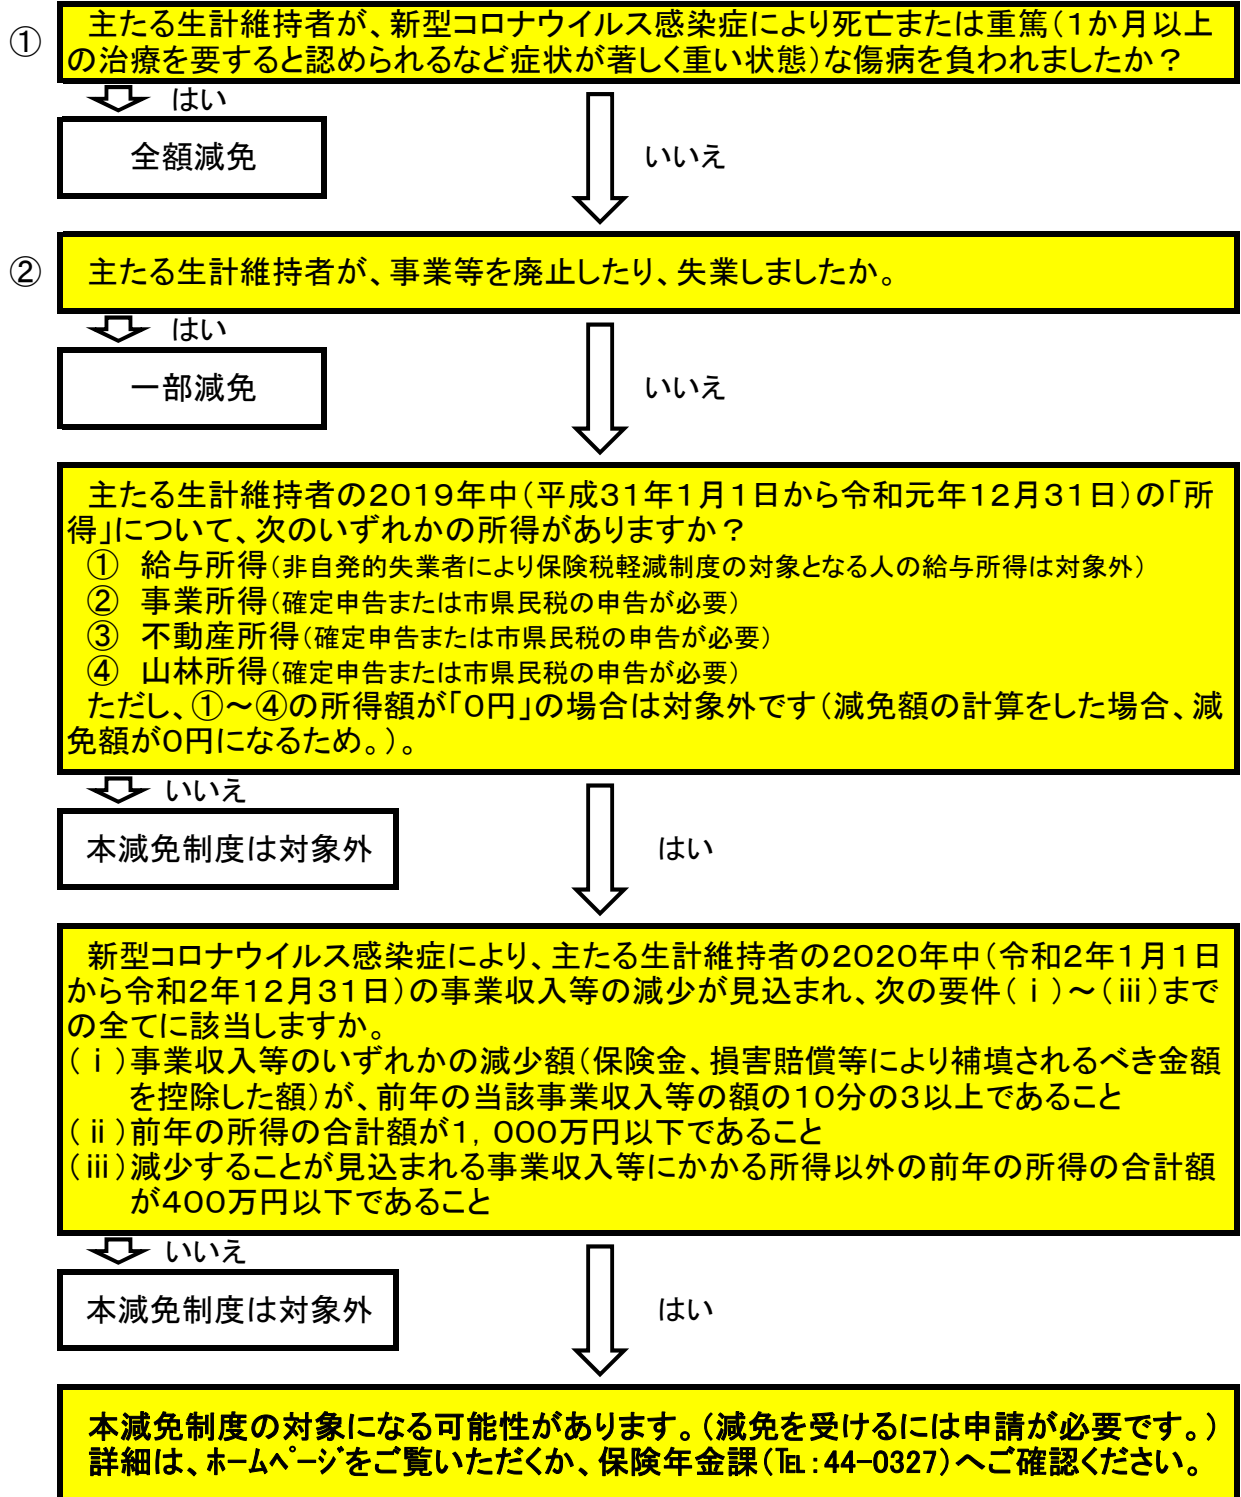 ① 主たる生計維持者が、新型コロナウイルス感染症により死亡または重篤（１か月以上
の治療を要すると認められるなど症状が著しく重い状態）な傷病を負われましたか？
はい
全額減免
いいえ
② 主たる生計維持者が、事業等を廃止したり、失業しましたか。
はい
一部減免
いいえ
主たる生計維持者の２０１９年中（平成３１年１月１日から令和元年１２月３１日）の「所
得」について、次のいずれかの所得がありますか？
① 給与所得（非自発的失業者により保険税軽減制度の対象となる人の給与所得は対象外）
② 事業所得（確定申告または市県民税の申告が必要）
③ 不動産所得（確定申告または市県民税の申告が必要）
④ 山林所得（確定申告または市県民税の申告が必要）
ただし、①～④の所得額が「０円」の場合は対象外です（減免額の計算をした場合、減
免額が０円になるため。）。
いいえ
本減免制度は対象外
はい
新型コロナウイルス感染症により、主たる生計維持者の２０２０年中（令和２年１月１日
から令和２年１２月３１日）の事業収入等の減少が見込まれ、次の要件（ⅰ）～（ⅲ）まで
の全てに該当しますか。
（ⅰ）事業収入等のいずれかの減少額（保険金、損害賠償等により補填されるべき金額
を控除した額）が、前年の当該事業収入等の額の１０分の３以上であること
（ⅱ）前年の所得の合計額が１，０００万円以下であること
（ⅲ）減少することが見込まれる事業収入等にかかる所得以外の前年の所得の合計額
が４００万円以下であること
いいえ
本減免制度は対象外
はい
本減免制度の対象になる可能性があります。（減免を受けるには申請が必要です。）
詳細は、ﾎｰﾑﾍﾟｰｼﾞをご覧いただくか、保険年金課（℡：44-0327）へご確認ください。